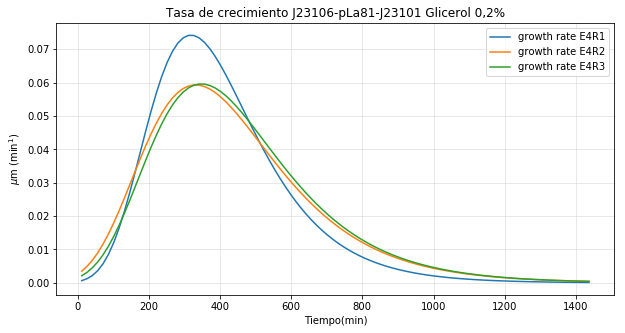 Tasa de crecimiento J23106-pLa81-J23101 Glicerol 0,2%
growth rate E4R1
growth rate E4R2
growth rate E4R3
μm (min¹)
0.07
0.06
0.05
0.04
0.03
0.02
0.01
0.00
0 200 400 600 800 1000 1200 1400
Tiempo(min)